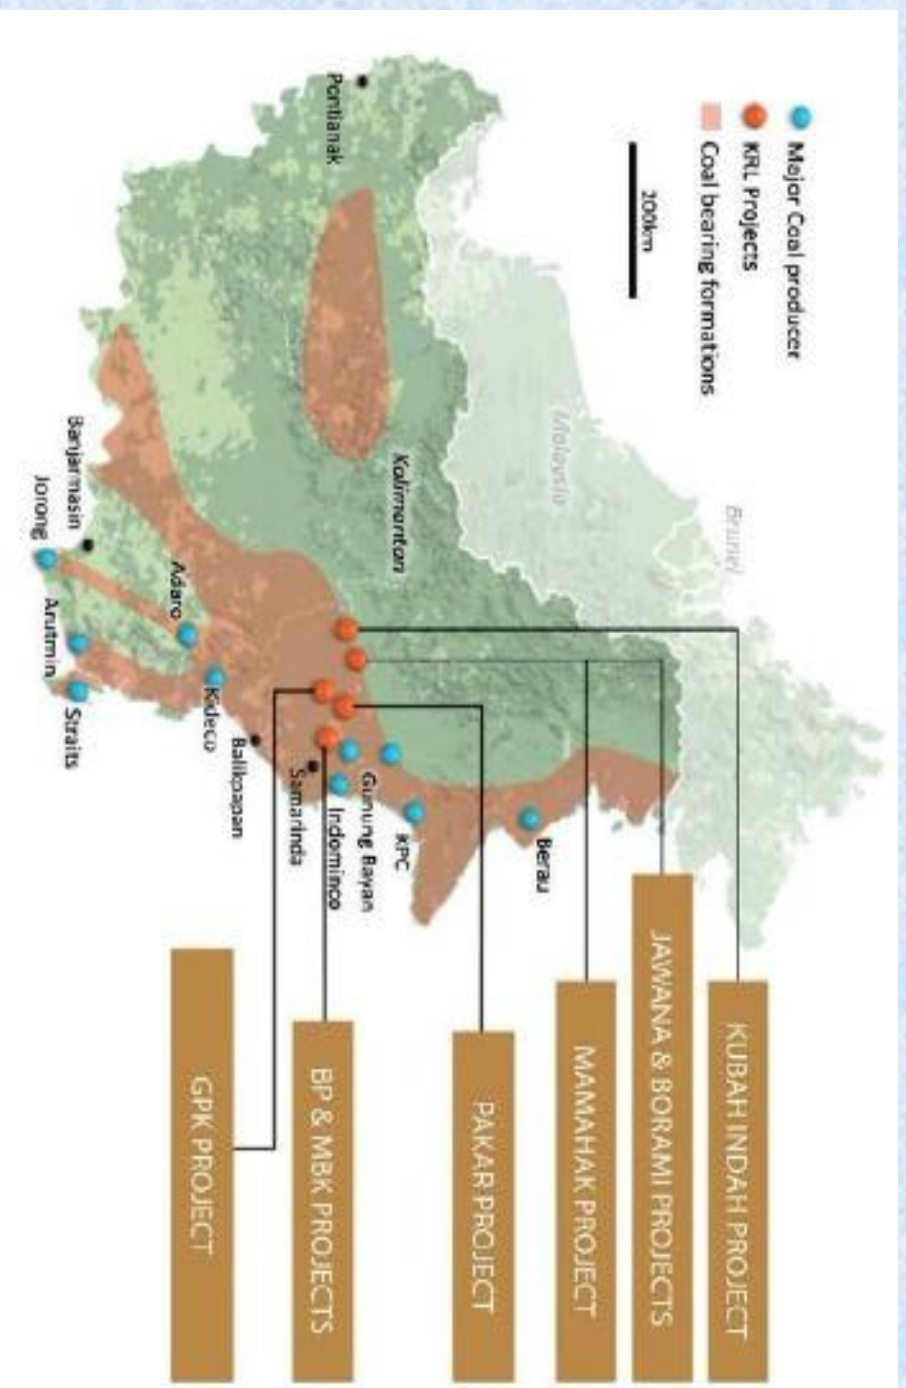 Major Coal producer
KRL Projects
Coal bearing formations
200km
Brunei
Malaysia
Kalimantan
Pontianak
Banjarmasin
Jorong
Adaro
Arutmin
Straits
Kideco
Balikpapan
Samarinda
Indominco
Gunung Bayan
KPC
Berau
KUBAH INDAH PROJECT
JAWANA & BORAMI PROJECTS
MAMAHAK PROJECT
PAKAR PROJECT
BP & MBK PROJECTS
GPK PROJECT